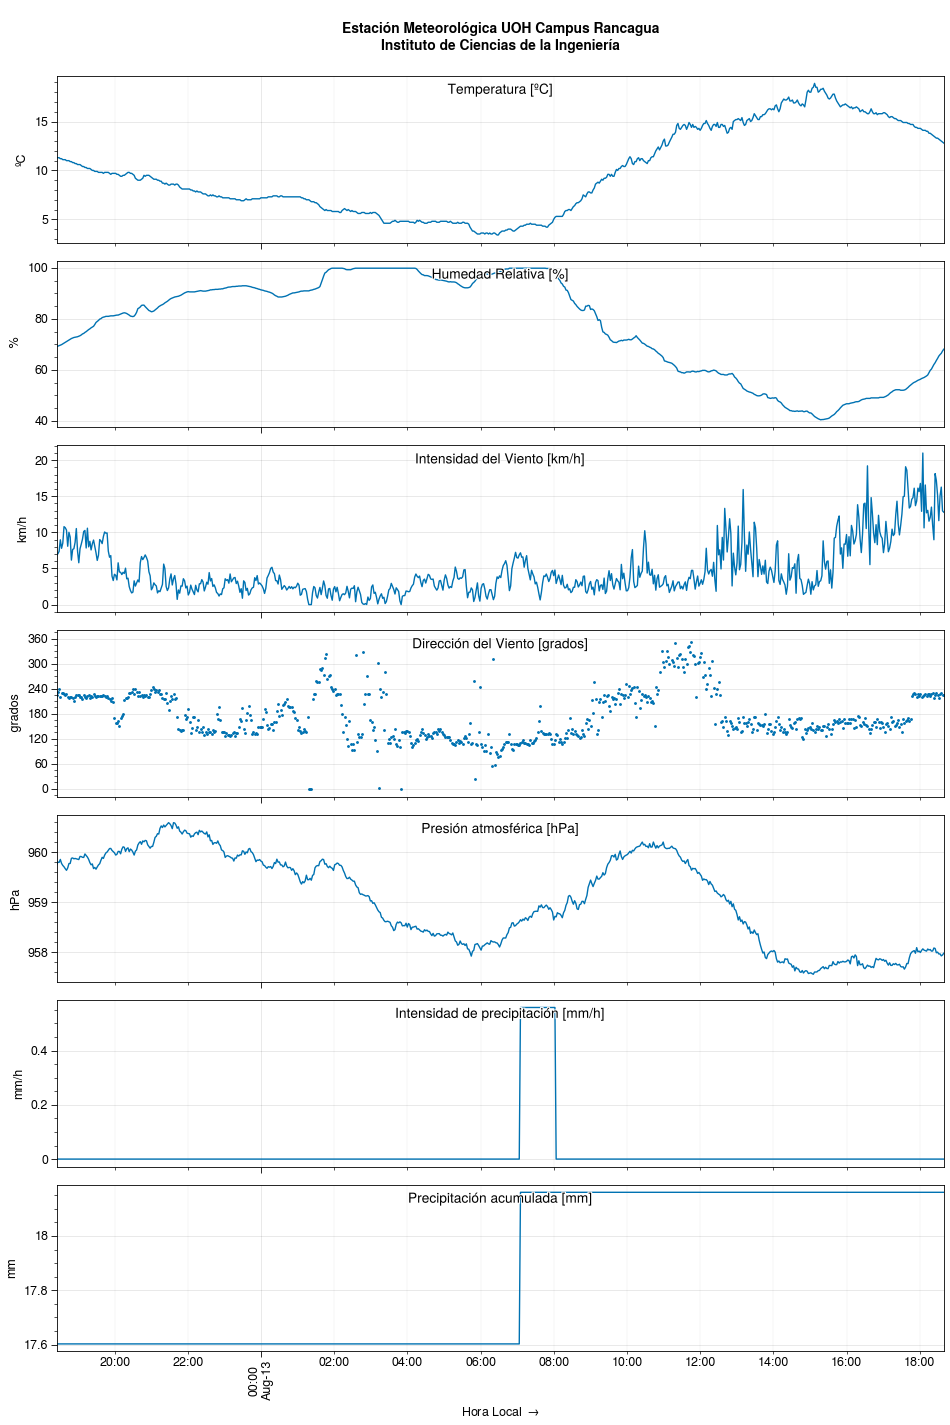 Estación Meteorológica UOH Campus Rancagua
Instituto de Ciencias de la Ingeniería
Temperatura [ºC]
ºC
15
10
5
Humedad Relativa [%]
%
100
80
60
40
Intensidad del Viento [km/h]
km/h
20
15
10
5
0
Dirección del Viento [grados]
grados
360
300
240
180
120
60
0
Presión atmosférica [hPa]
hPa
960
959
958
Intensidad de precipitación [mm/h]
mm/h
0.4
0.2
0
Precipitación acumulada [mm]
mm
18
17.8
17.6
20:00 22:00 00:00 02:00 04:00 06:00 08:00 10:00 12:00 14:00 16:00 18:00
Aug-13
Hora Local →